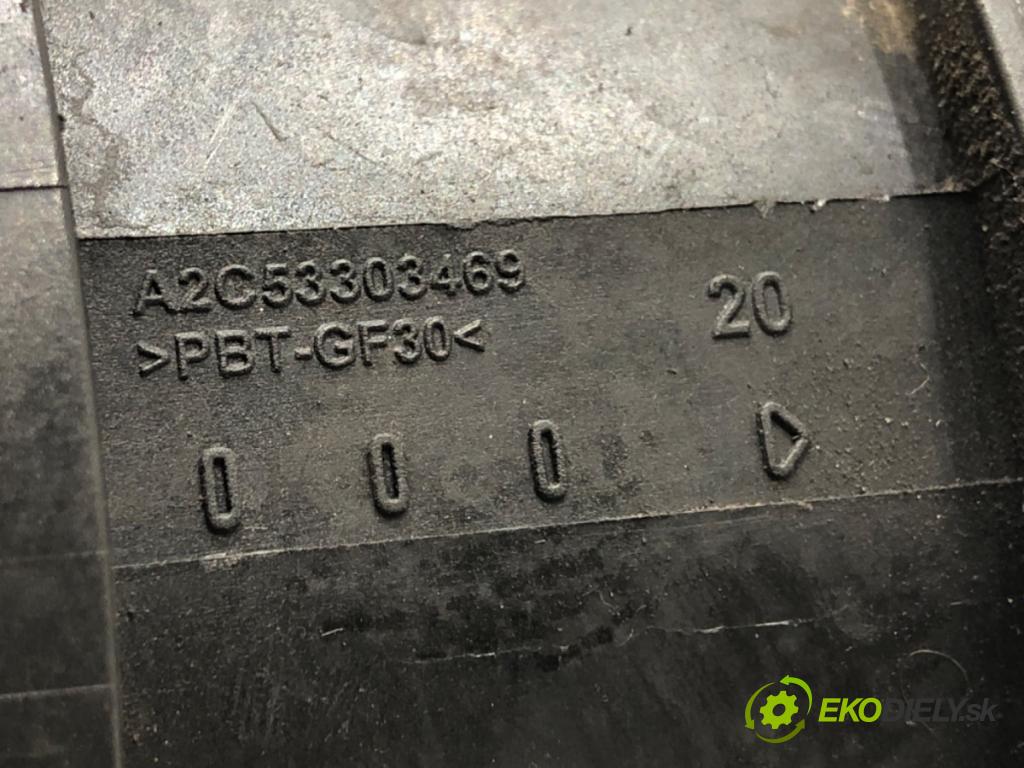 A2C53303469
>PBT-GF30<
20
EKODIELY.sk